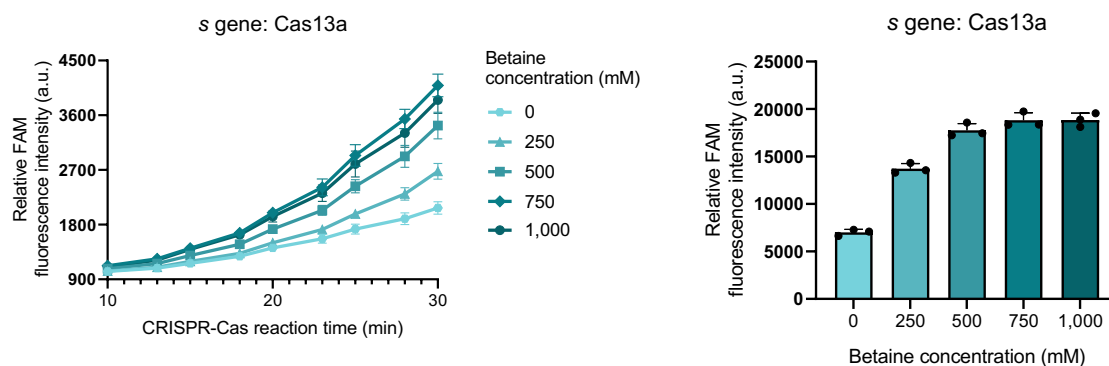 s gene: Cas13a
Relative FAM
fluorescence intensity (a.u.)
4500
3600
2700
1800
900
10
20
30
CRISPR-Cas reaction time (min)
Betaine
concentration (mM)
0
250
500
750
1,000
s gene: Cas13a
Relative FAM
fluorescence intensity (a.u.)
25000
20000
15000
10000
5000
0
0
250
500
750
1,000
Betaine concentration (mM)